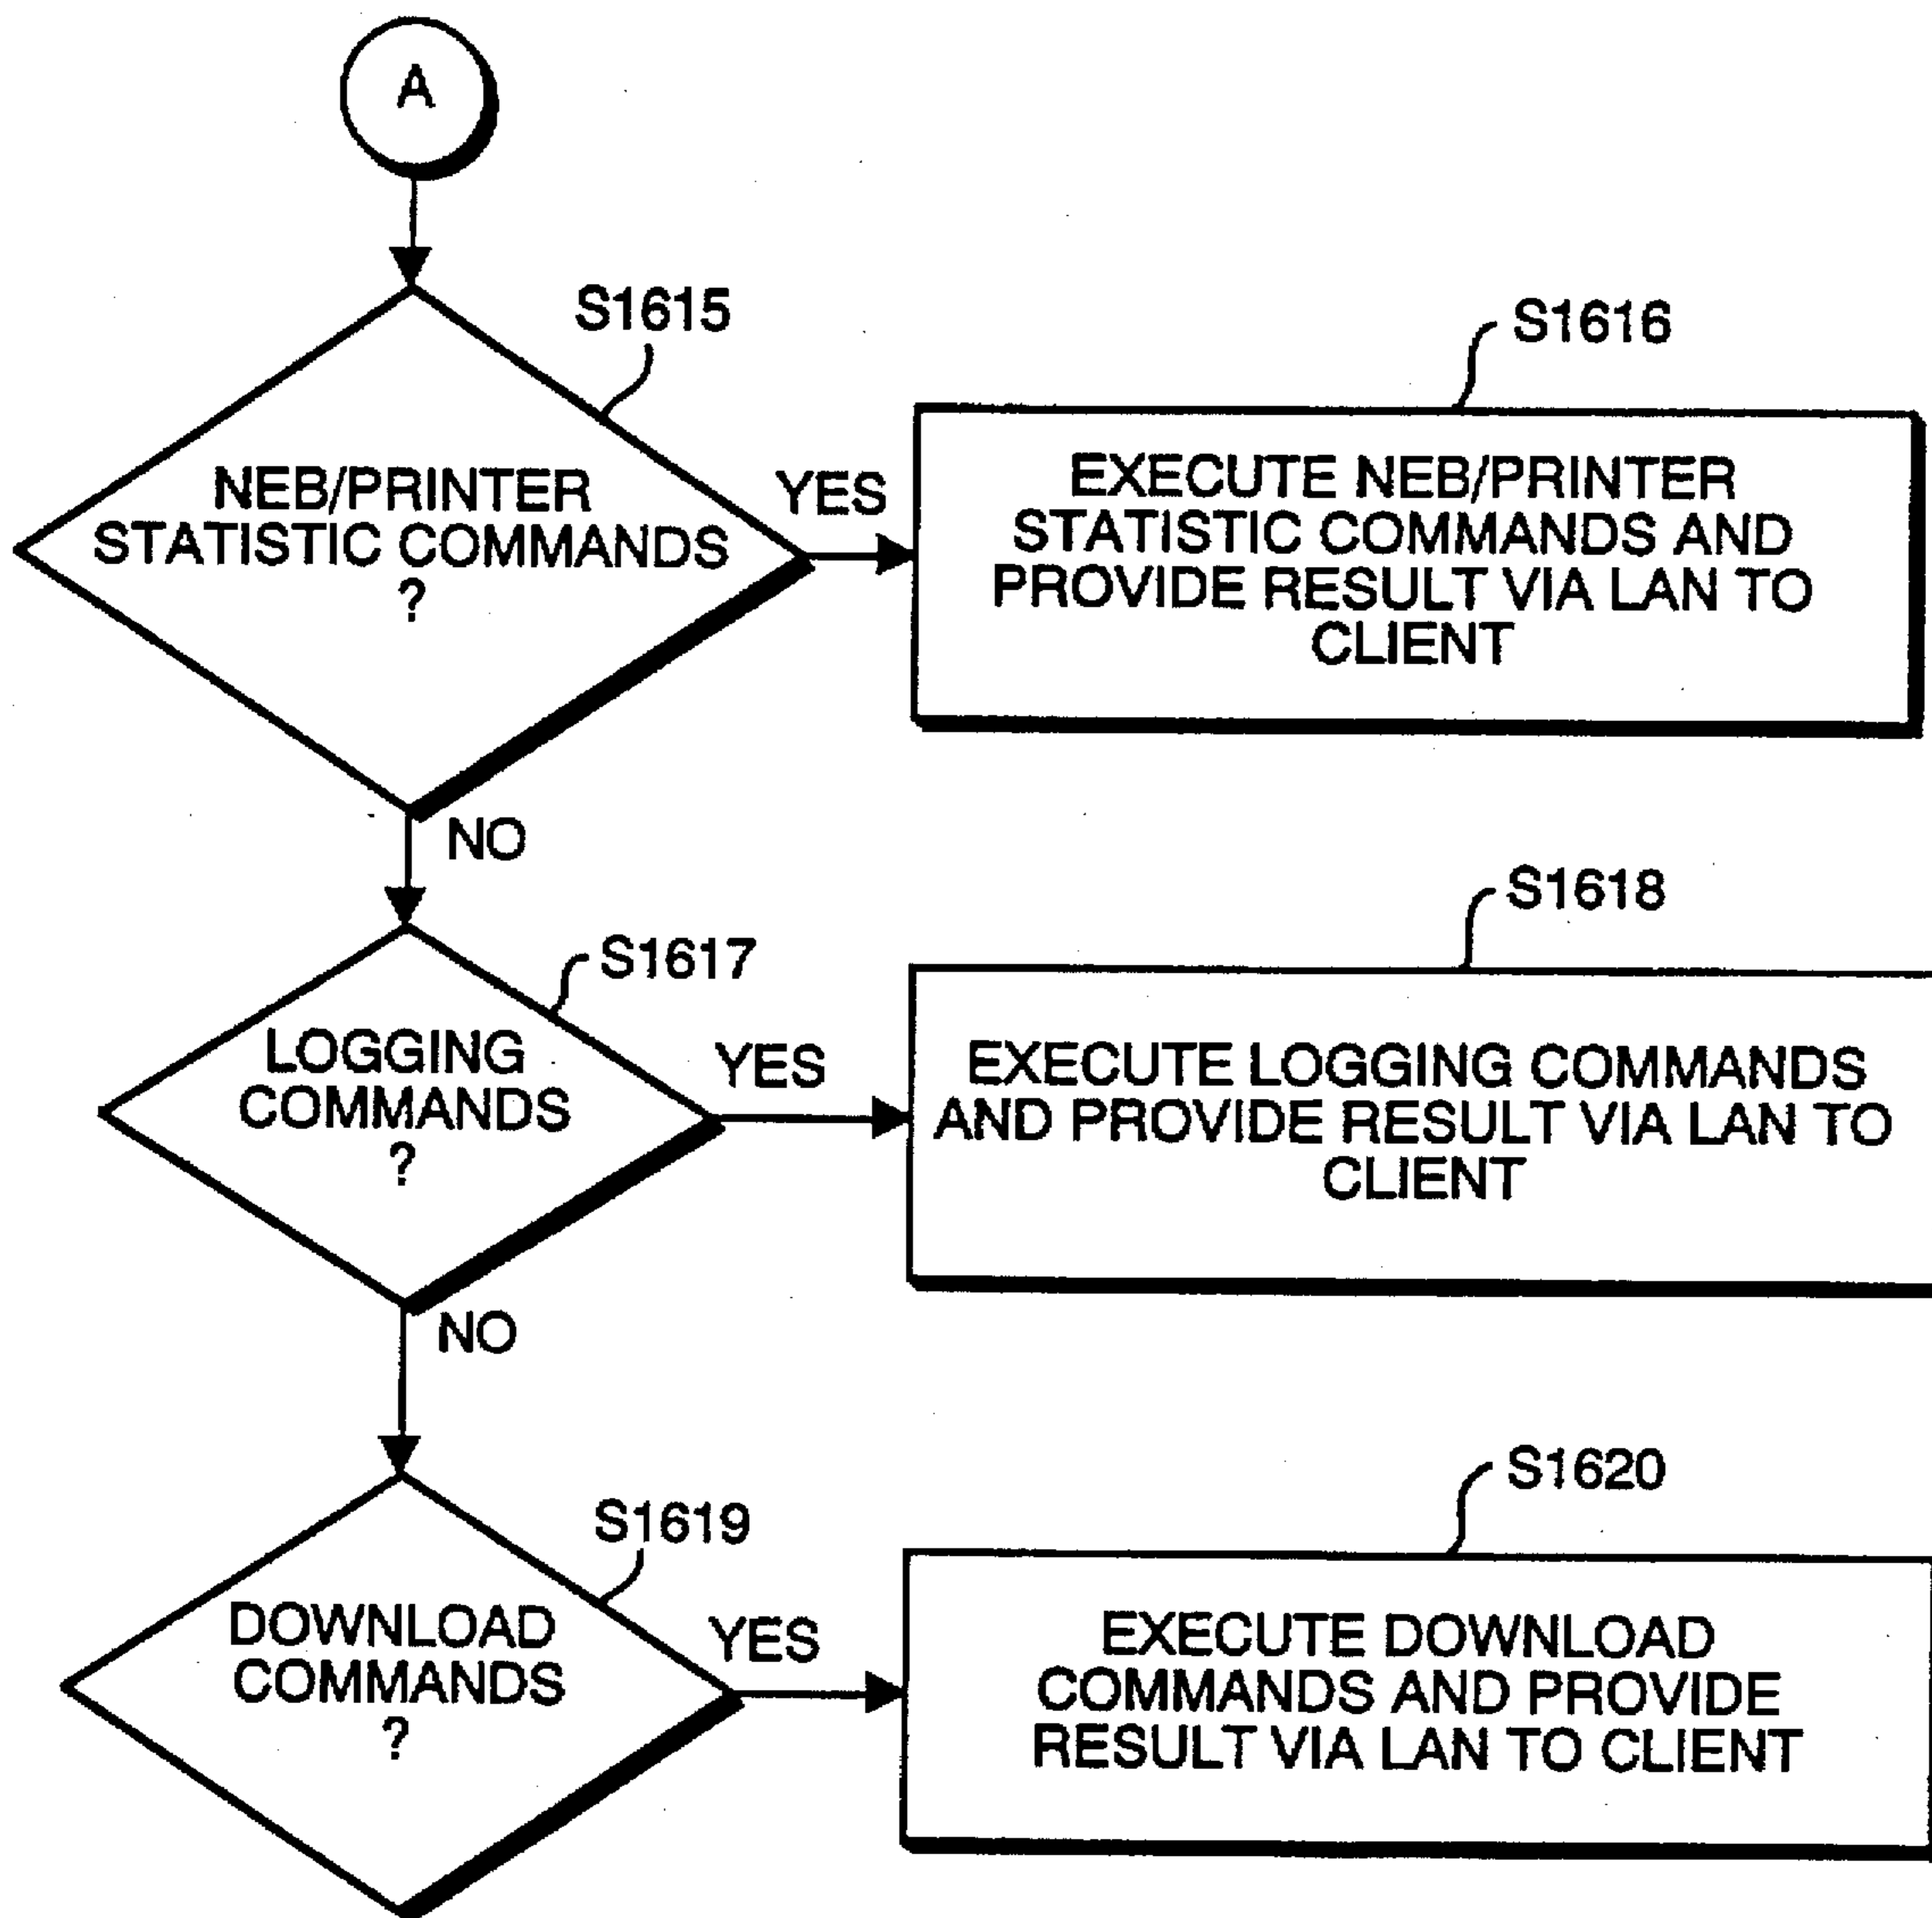 A
S1615
NEB/PRINTER
STATISTIC COMMANDS
?
YES
S1616
EXECUTE NEB/PRINTER
STATISTIC COMMANDS AND
PROVIDE RESULT VIA LAN TO
CLIENT
NO
S1617
LOGGING
COMMANDS
?
YES
S1618
EXECUTE LOGGING COMMANDS
AND PROVIDE RESULT VIA LAN TO
CLIENT
NO
S1619
DOWNLOAD
COMMANDS
?
YES
S1620
EXECUTE DOWNLOAD
COMMANDS AND PROVIDE
RESULT VIA LAN TO CLIENT